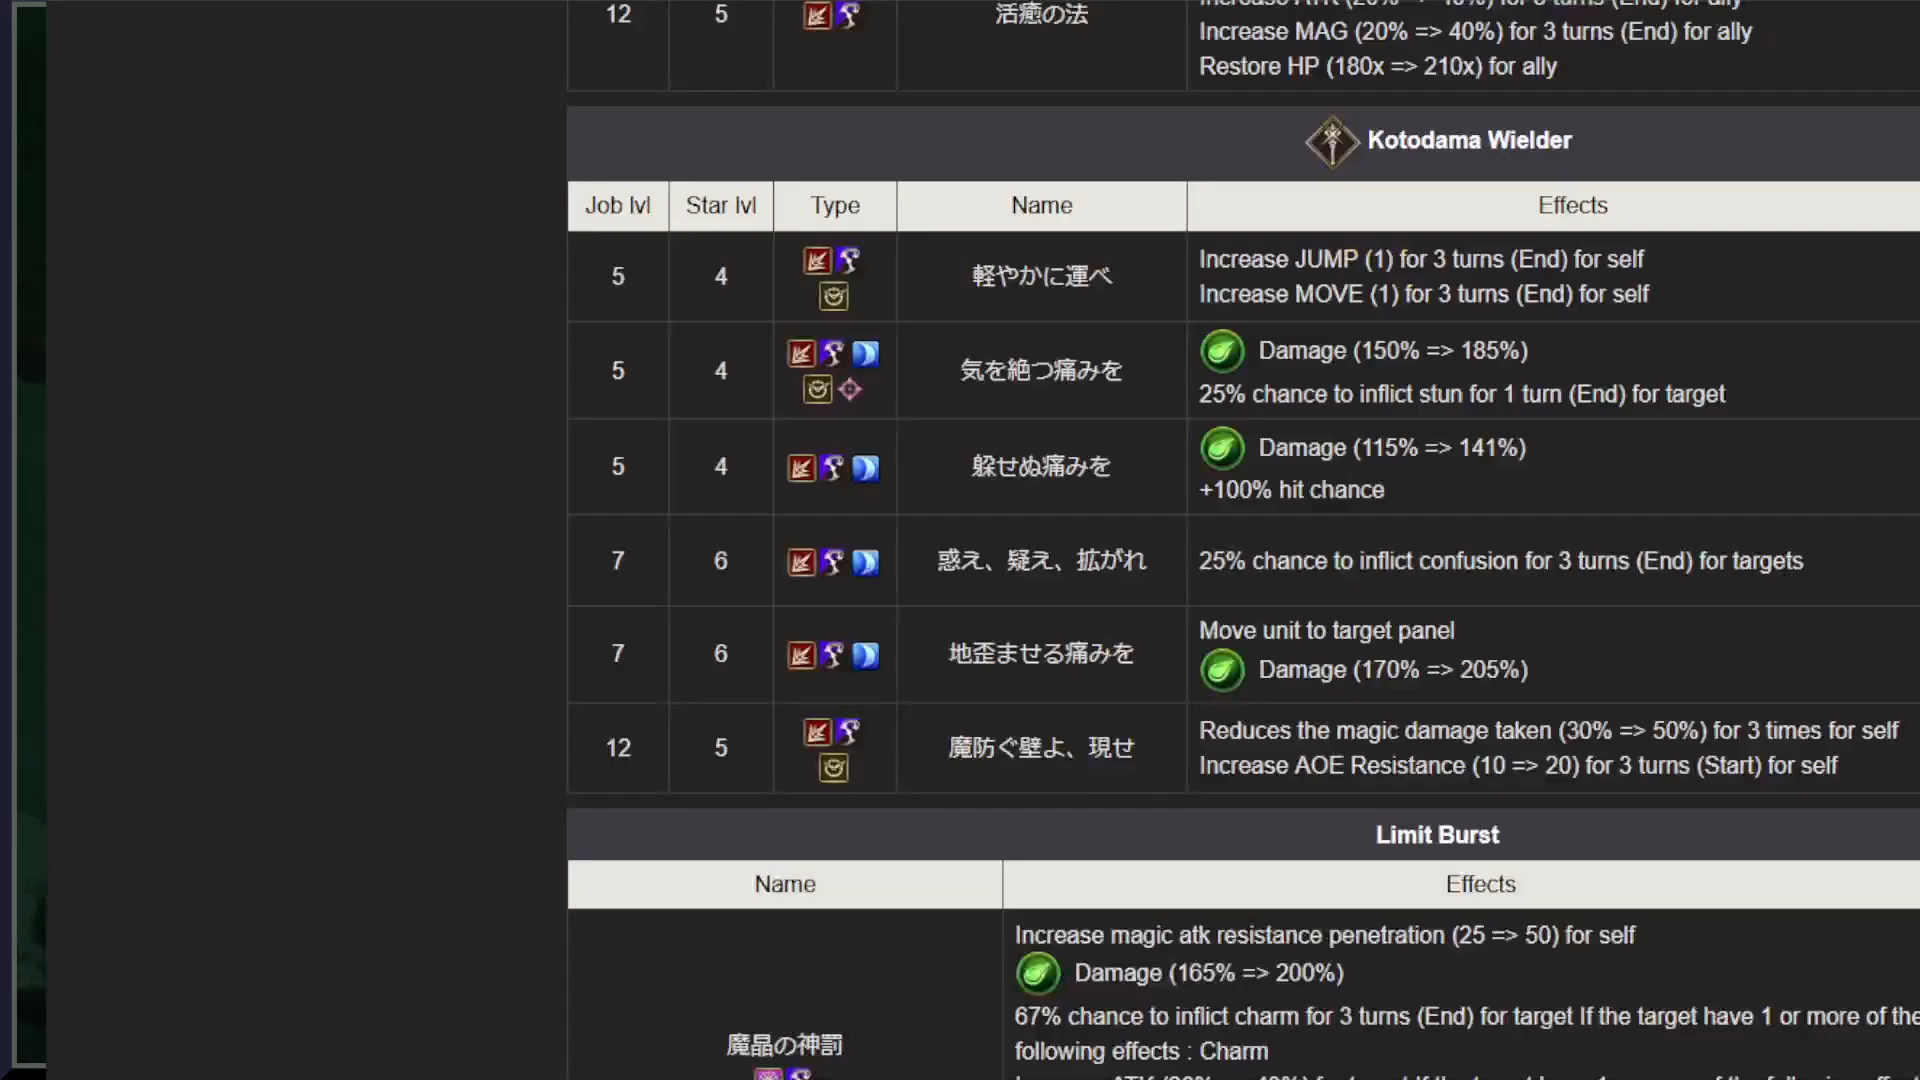 12 5 活癒の法
Increase MAG (20% => 40%) for 3 turns (End) for ally
Restore HP (180x => 210x) for ally
Kotodama Wielder
Job lvl Star lvl Type Name Effects
5 4 軽やかに運べ
Increase JUMP (1) for 3 turns (End) for self
Increase MOVE (1) for 3 turns (End) for self
5 4 気を絶つ痛みを
Damage (150% => 185%)
25% chance to inflict stun for 1 turn (End) for target
5 4 躱せぬ痛みを
Damage (115% => 141%)
+100% hit chance
7 6 惑え、疑え、拡がれ 25% chance to inflict confusion for 3 turns (End) for targets
7 6 地歪ませる痛みを
Move unit to target panel
Damage (170% => 205%)
12 5 魔防ぐ壁よ、現せ
Reduces the magic damage taken (30% => 50%) for 3 times for self
Increase AOE Resistance (10 => 20) for 3 turns (Start) for self
Limit Burst
Name Effects
魔晶の神罰
Increase magic atk resistance penetration (25 => 50) for self
Damage (165% => 200%)
67% chance to inflict charm for 3 turns (End) for target If the target have 1 or more of the
following effects : Charm